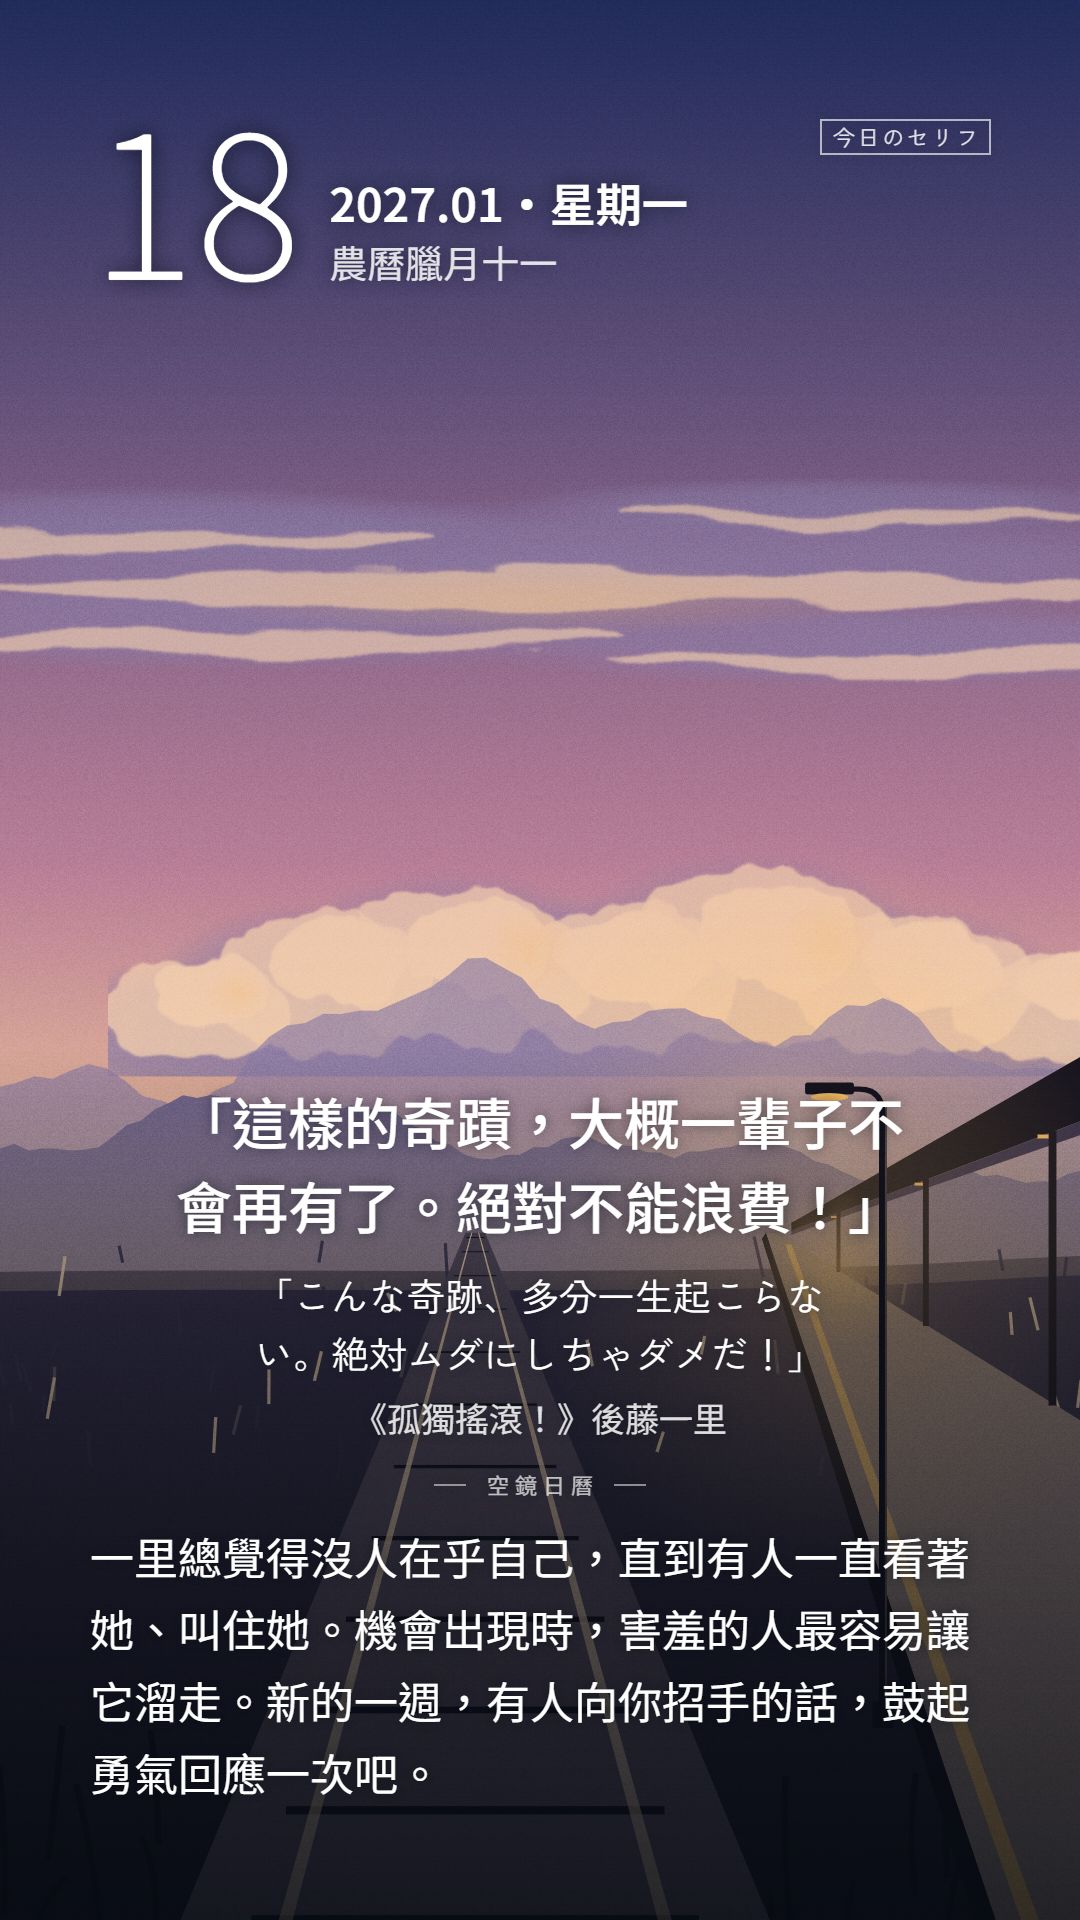 18
今日のセリフ
2027.01・星期一
農曆臘月十一
「這樣的奇蹟，大概一輩子不
會再有了。絕對不能浪費！」
「こんな奇跡、多分一生起こらな
い。絶対ムダにしちゃダメだ！」
《孤獨搖滾！》後藤一里
空鏡日曆
一里總覺得沒人在乎自己，直到有人一直看著
她、叫住她。機會出現時，害羞的人最容易讓
它溜走。新的一週，有人向你招手的話，鼓起
勇氣回應一次吧。